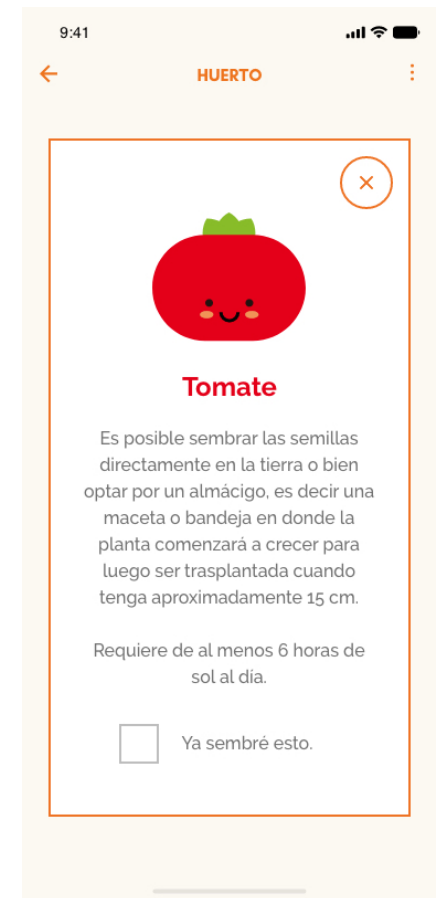 9:41
HUERTO
Tomate
Es posible sembrar las semillas
directamente en la tierra o bien
optar por un almácigo, es decir una
maceta o bandeja en donde la
planta comenzará a crecer para
luego ser trasplantada cuando
tenga aproximadamente 15 cm.
Requiere de al menos 6 horas de
sol al día.
Ya sembré esto.